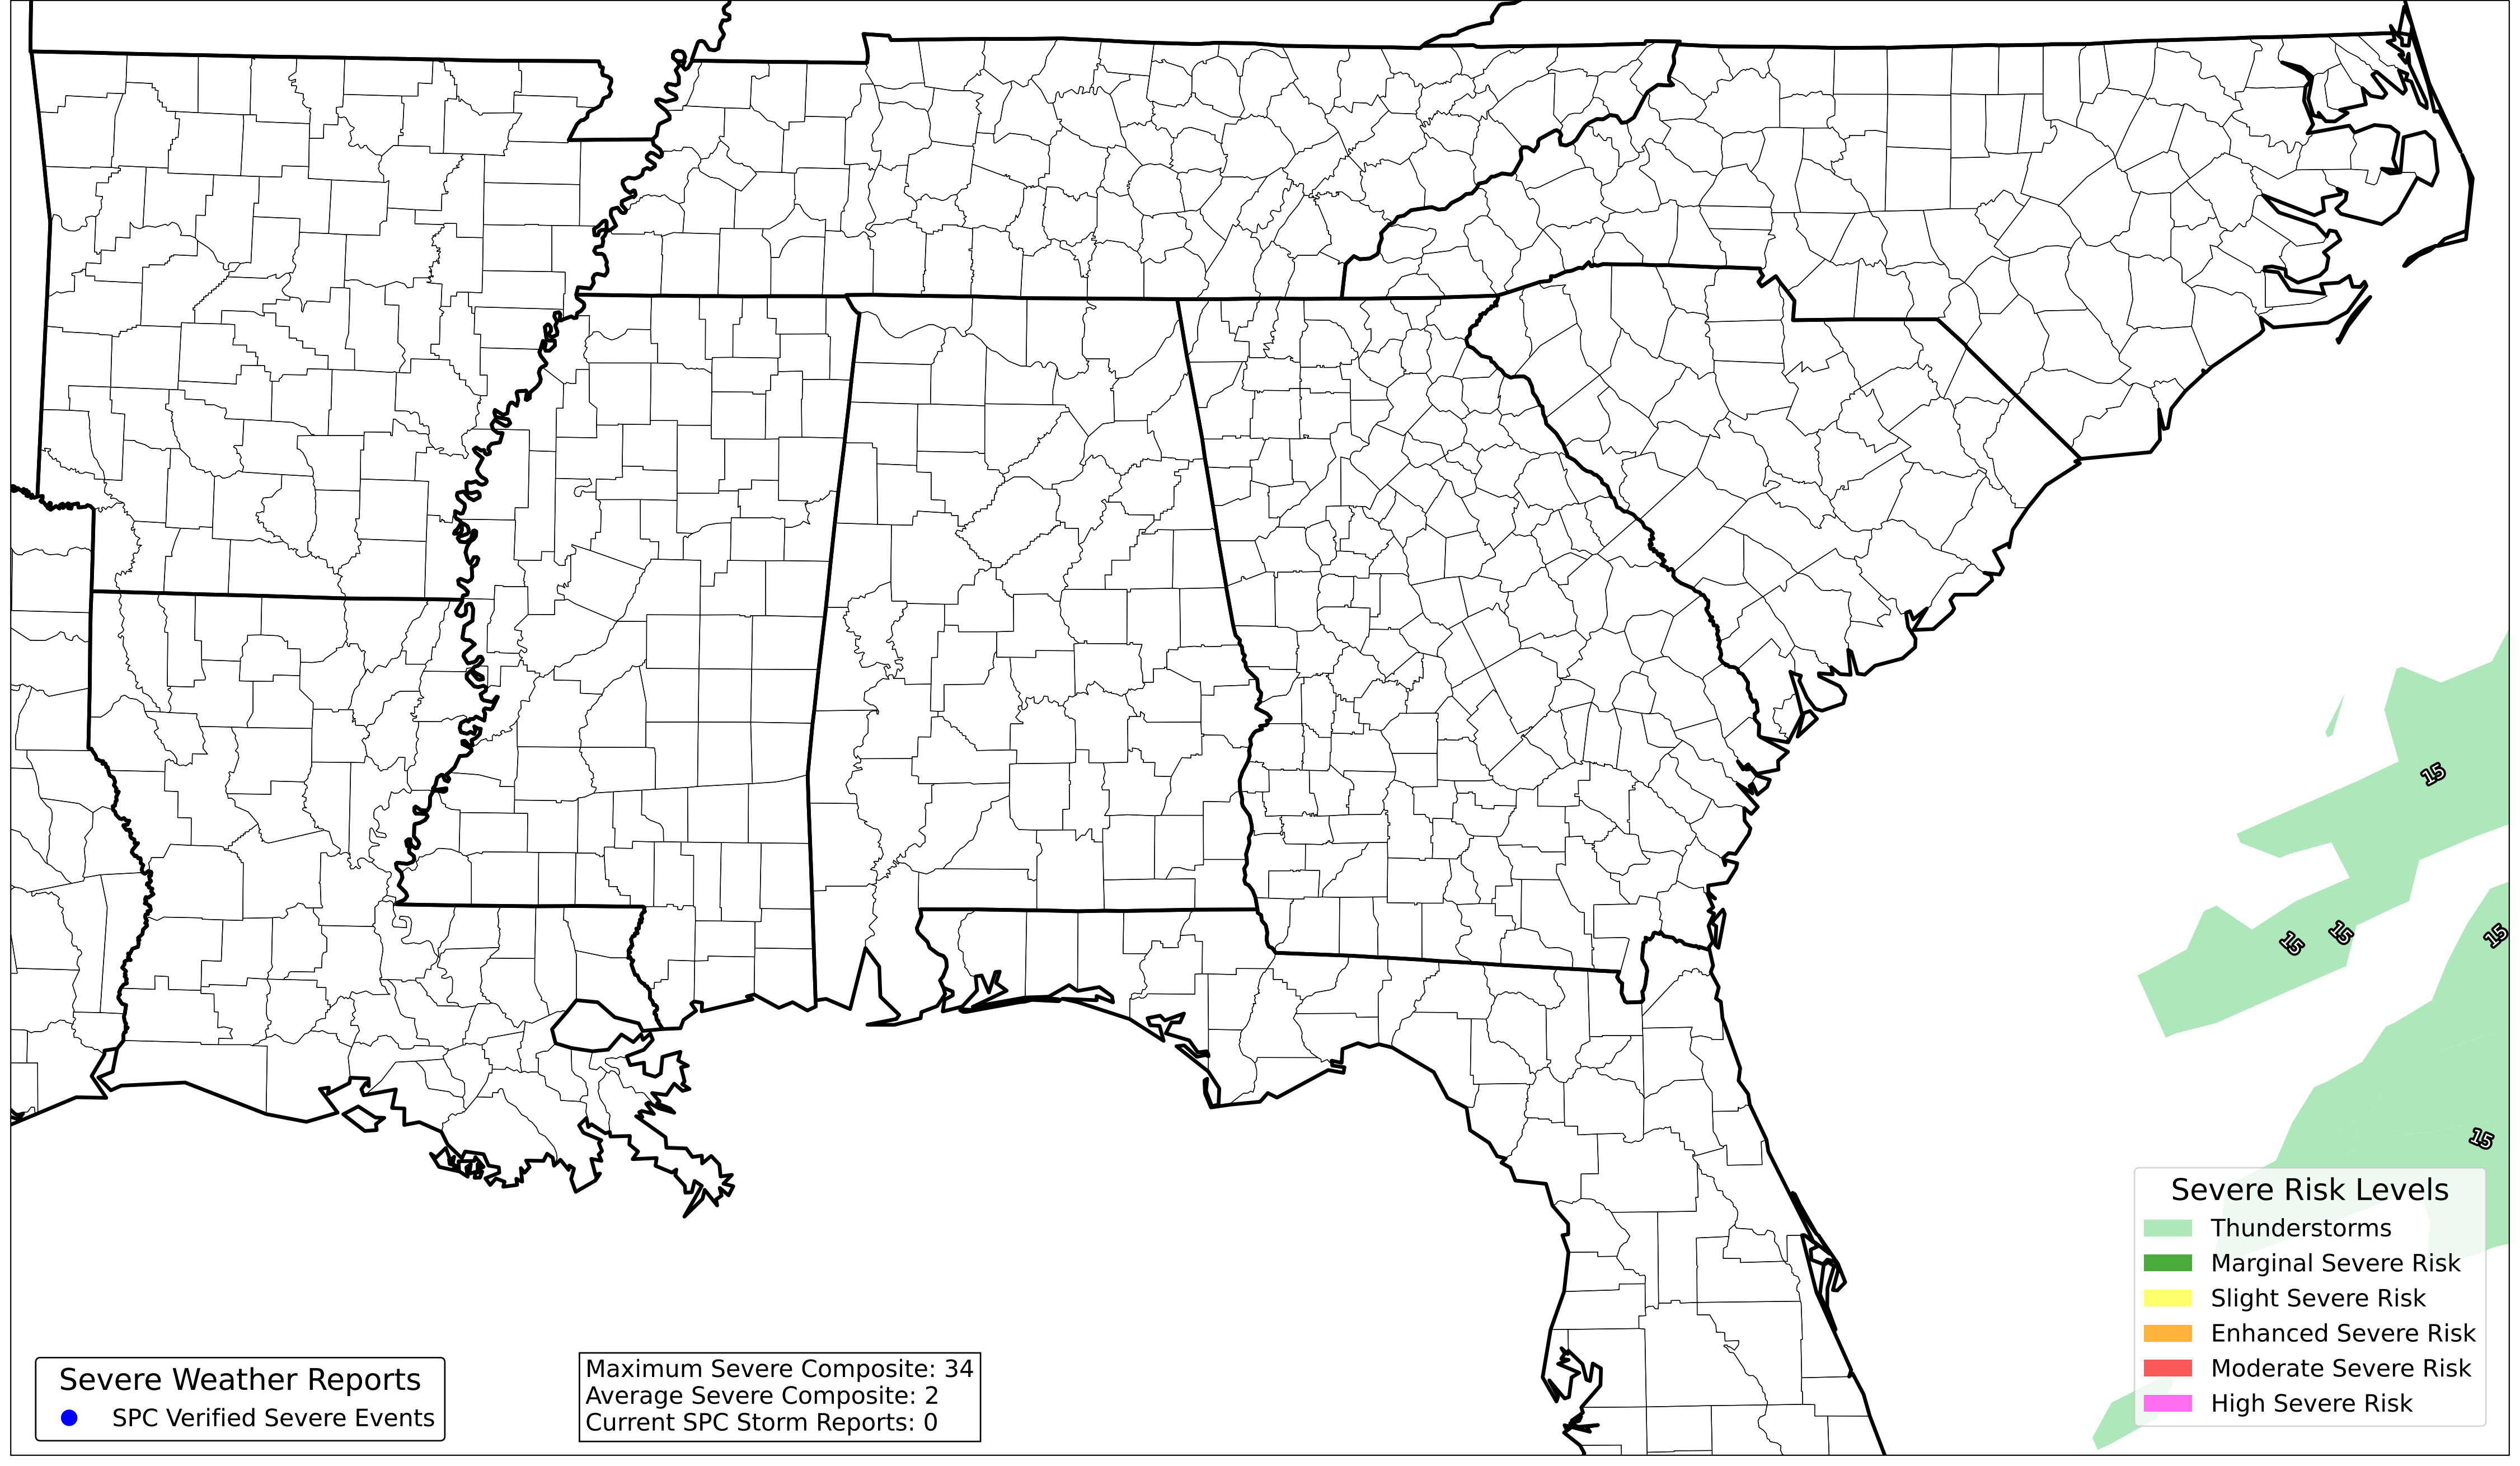 15
15
15
15
15
Severe Risk Levels
Thunderstorms
Marginal Severe Risk
Slight Severe Risk
Enhanced Severe Risk
Moderate Severe Risk
High Severe Risk
Severe Weather Reports
SPC Verified Severe Events
Maximum Severe Composite: 34
Average Severe Composite: 2
Current SPC Storm Reports: 0